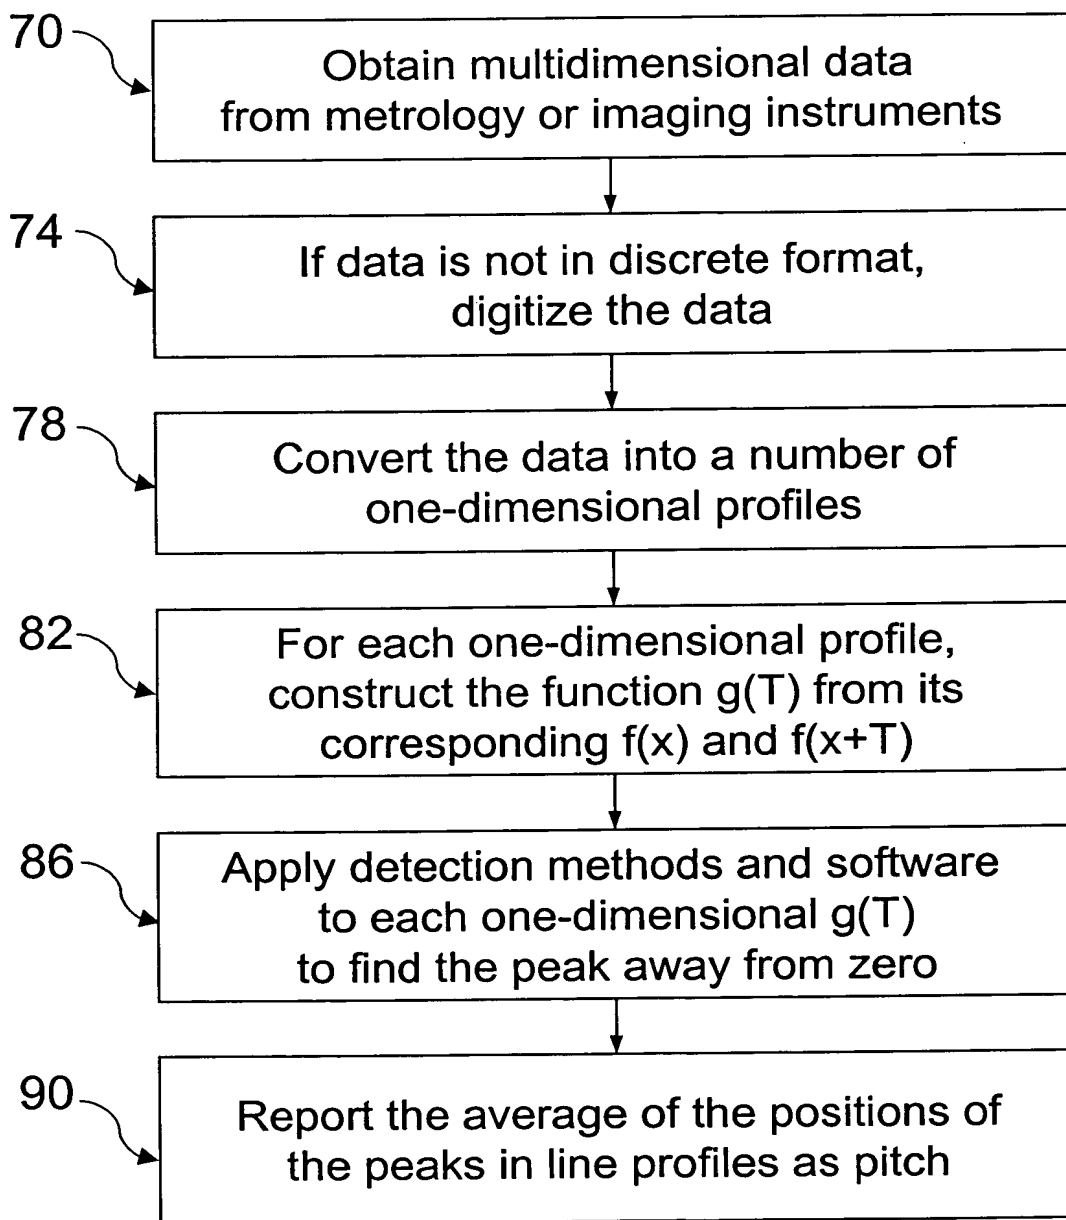 70
Obtain multidimensional data
from metrology or imaging instruments
74
If data is not in discrete format,
digitize the data
78
Convert the data into a number of
one-dimensional profiles
82
For each one-dimensional profile,
construct the function g(T) from its
corresponding f(x) and f(x+T)
86
Apply detection methods and software
to each one-dimensional g(T)
to find the peak away from zero
90
Report the average of the positions of
the peaks in line profiles as pitch